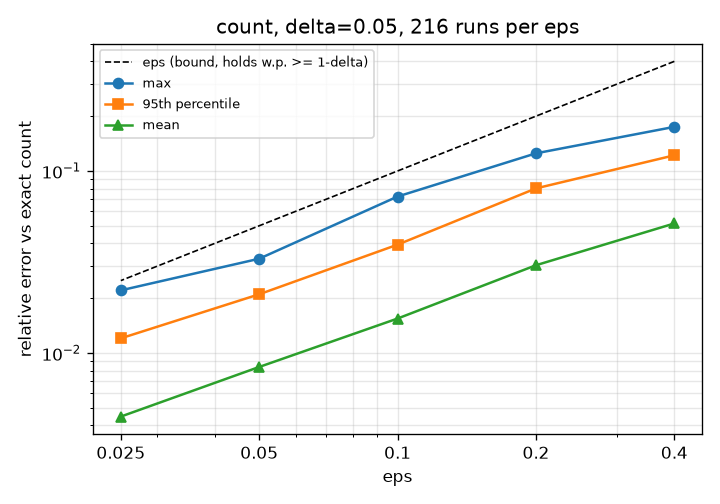 count, delta=0.05, 216 runs per eps
eps (bound, holds w.p. >= 1-delta)
max
95th percentile
mean
relative error vs exact count
10⁻¹
10⁻²
0.025 0.05 0.1 0.2 0.4
eps